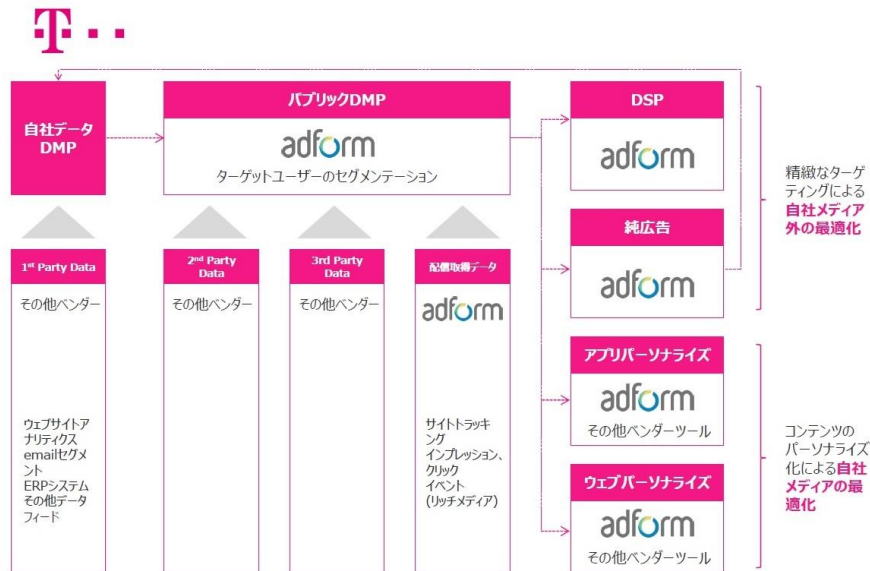 T
自社データ
DMP
パブリックDMP
adform
ターゲットユーザーのセグメンテーション
DSP
adform
純広告
adform
精緻なターゲ
ティングによる
自社メディア
外の最適化
1st Party Data
その他ベンダー
ウェブサイトア
ナリティクス
emailセグメ
ント
ERPシステム
その他データ
フィード
2nd Party
Data
その他ベンダー
3rd Party
Data
その他ベンダー
配信取得データ
adform
サイトトラッキ
ング
インプレッション、
クリック
イベント
(リッチメディア)
アプリパーソナライズ
adform
その他ベンダーツール
ウェブパーソナライズ
adform
その他ベンダーツール
コンテンツの
パーソナライズ
化による自社
メディアの最
適化